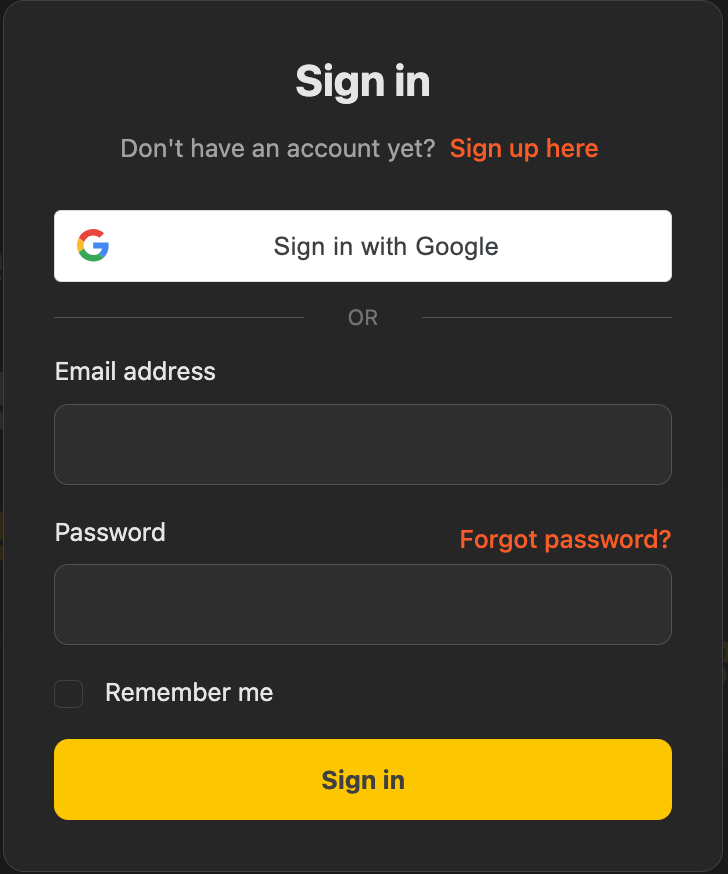 Sign in
Don't have an account yet? Sign up here
Sign in with Google
OR
Email address
Password
Forgot password?
Remember me
Sign in